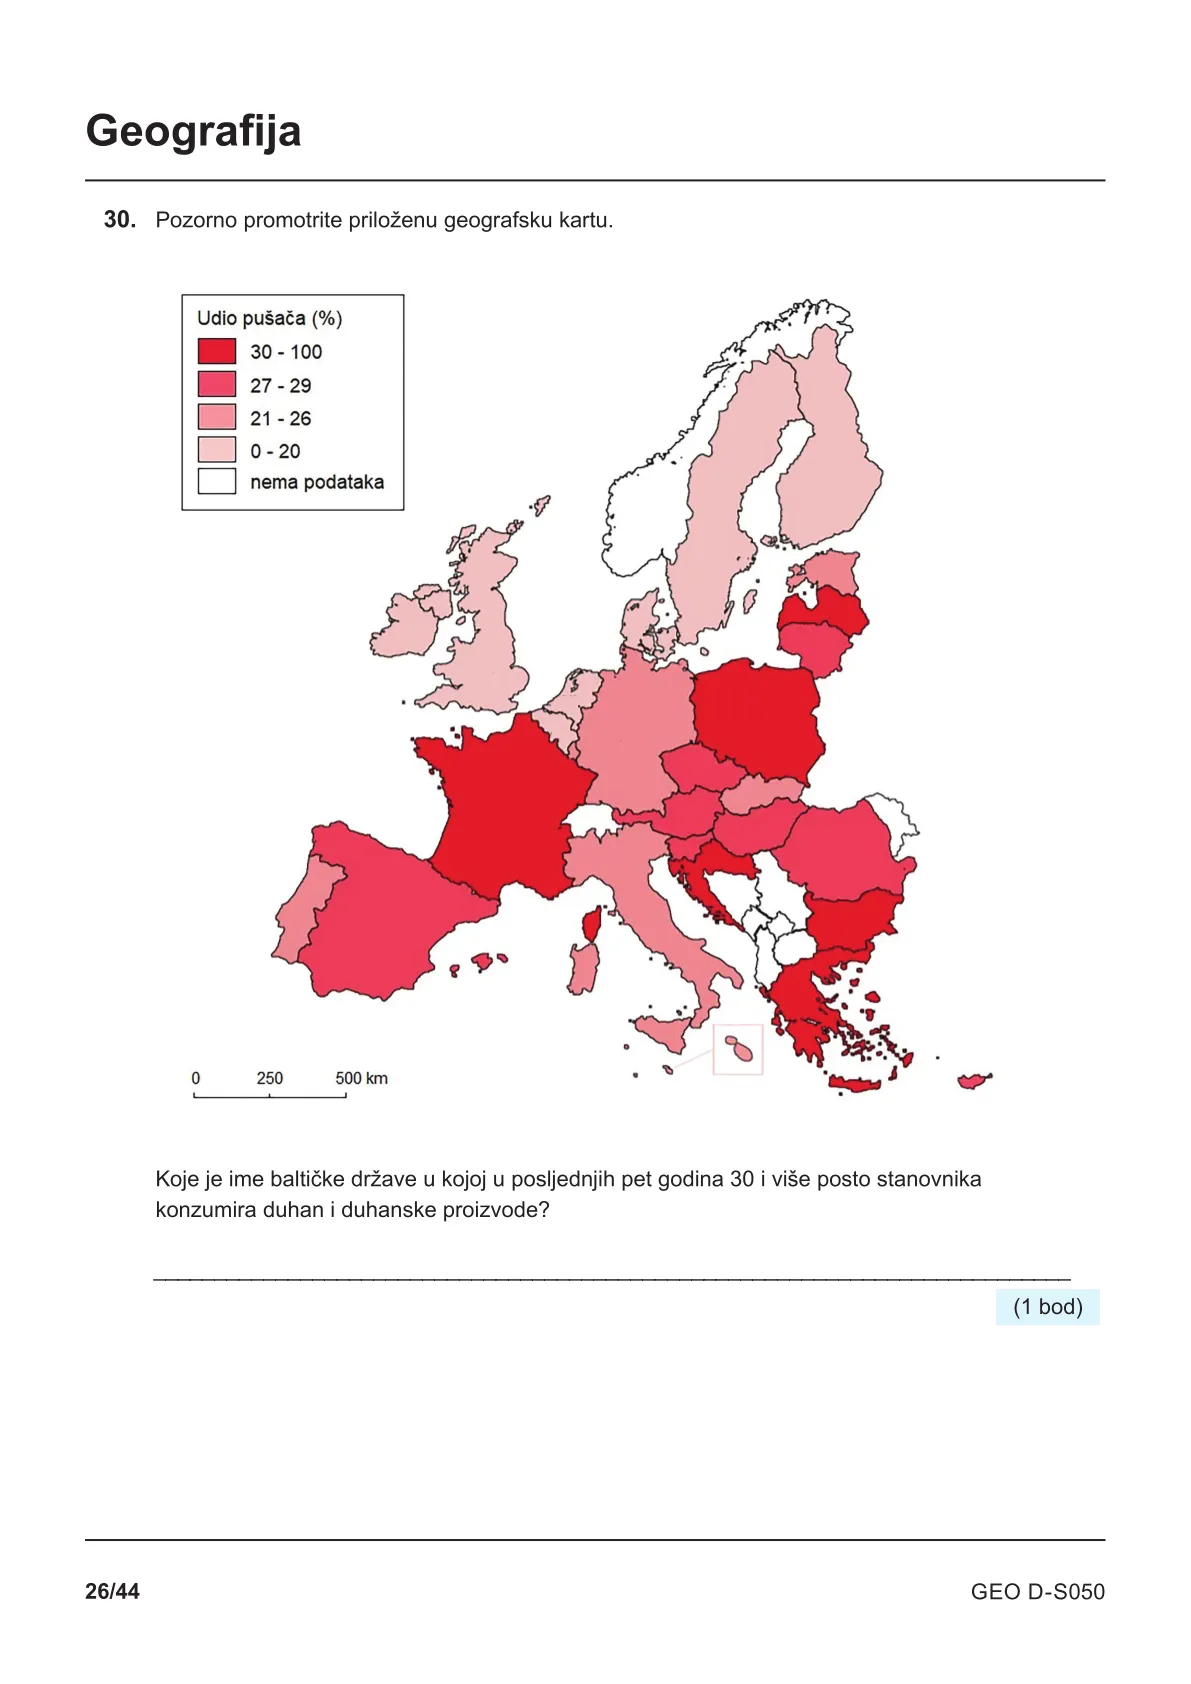 Geografija
30. Pozorno promotrite priloženu geografsku kartu.
Udio pušača (%)
30 - 100
27 - 29
21 - 26
0 - 20
nema podataka
0 250 500 km
Koje je ime baltičke države u kojoj u posljednjih pet godina 30 i više posto stanovnika
konzumira duhan i duhanske proizvode?
(1 bod)
26/44 GEO D-S050